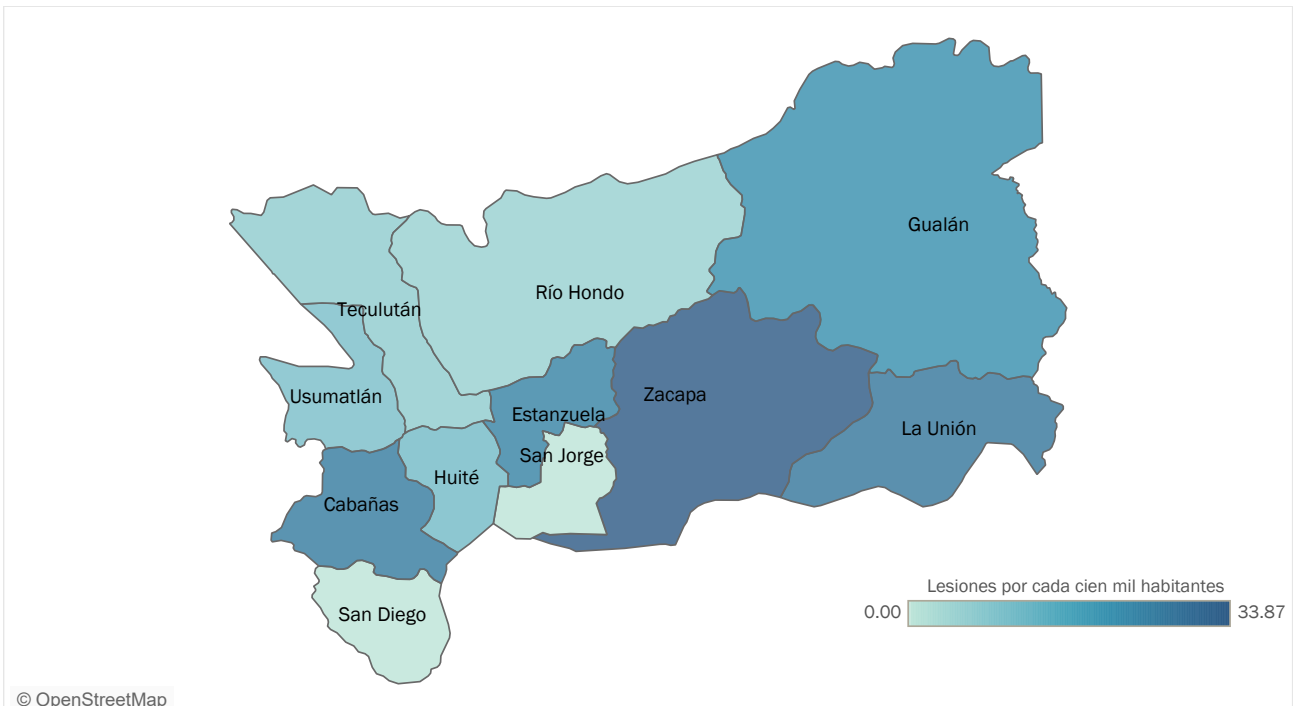 Gualán
Río Hondo
Teculután
Zacapa
Usumatlán
Estanzuela
La Unión
San Jorge
Huité
Cabañas
Lesiones por cada cien mil habitantes
0.00
33.87
San Diego
© OpenStreetMap